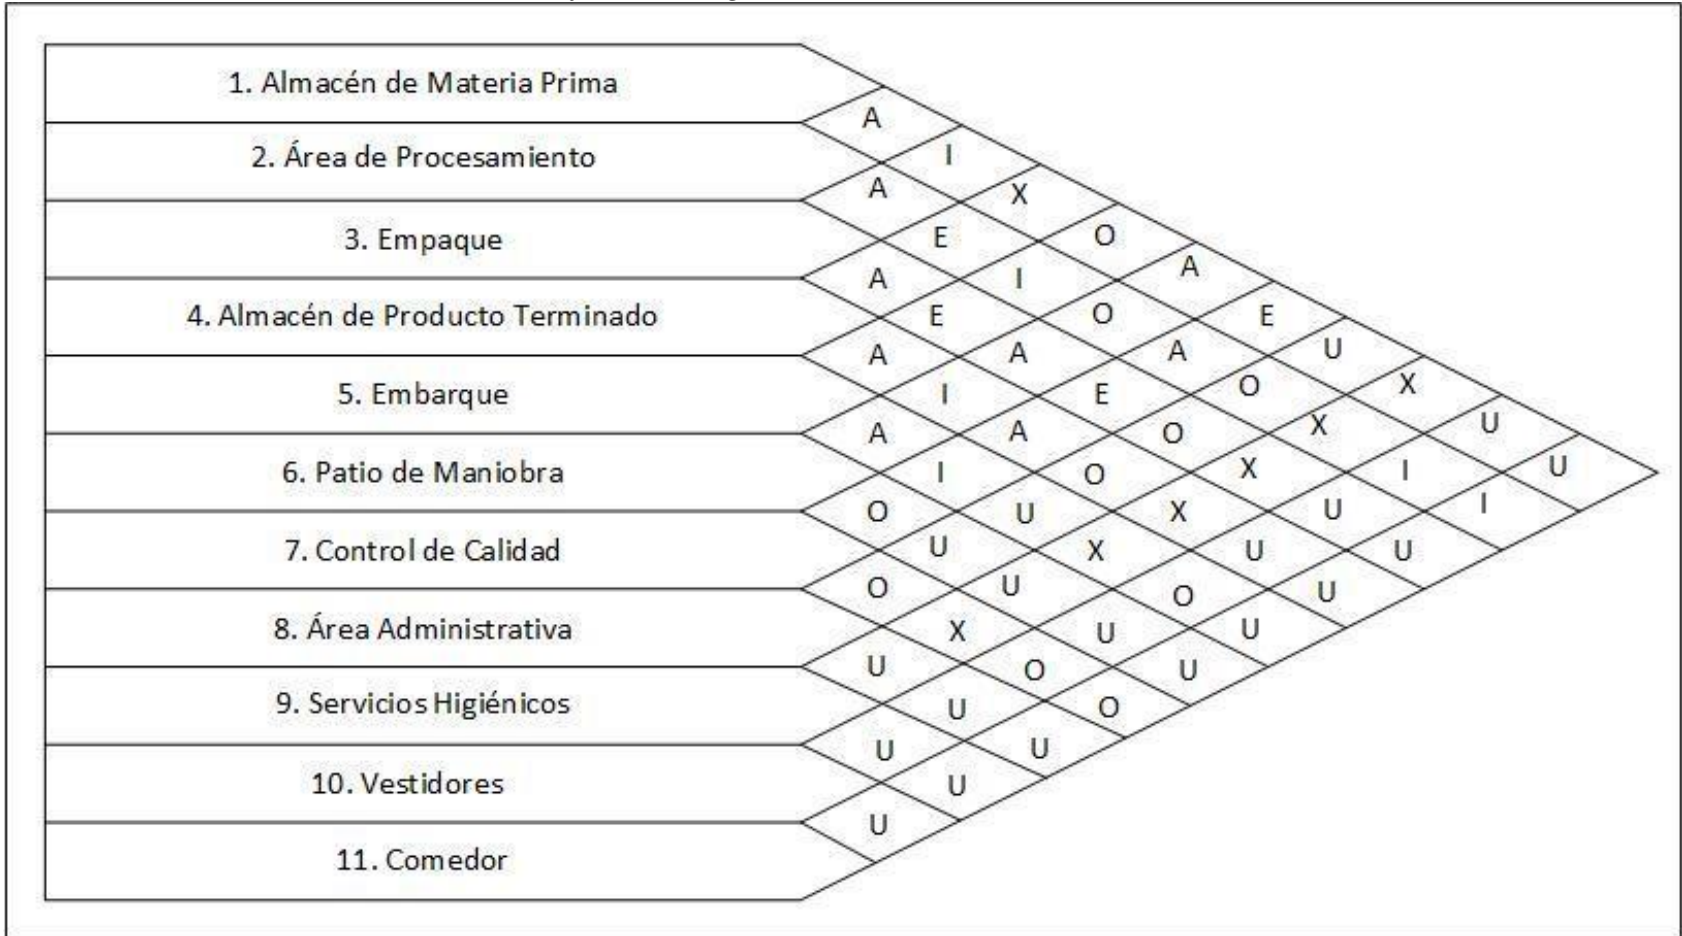 1. Almacén de Materia Prima
A
2. Área de Procesamiento
I
A
X
3. Empaque
E
O
A
A
I
4. Almacén de Producto Terminado
E
O
E
A
A
A
U
5. Embarque
I
E
O
X
A
A
O
X
U
6. Patio de Maniobra
I
O
X
I
U
O
U
X
U
I
7. Control de Calidad
U
X
U
U
O
U
O
U
8. Área Administrativa
X
U
U
U
O
U
9. Servicios Higiénicos
U
O
U
U
10. Vestidores
U
U
11. Comedor